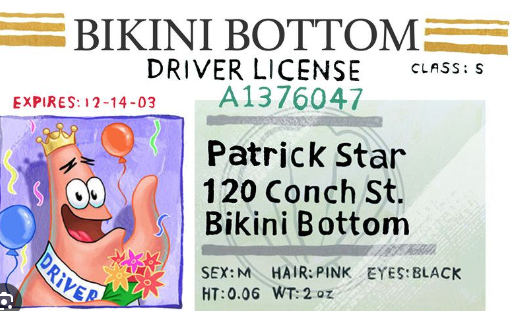 BIKINI BOTTOM
DRIVER LICENSE
CLASS: S
EXPIRES: 12-14-03
A1376047
Patrick Star
120 Conch St.
Bikini Bottom
DRIVER
SEX: M HAIR: PINK EYES: BLACK
HT: 0.06 WT: 2 oz